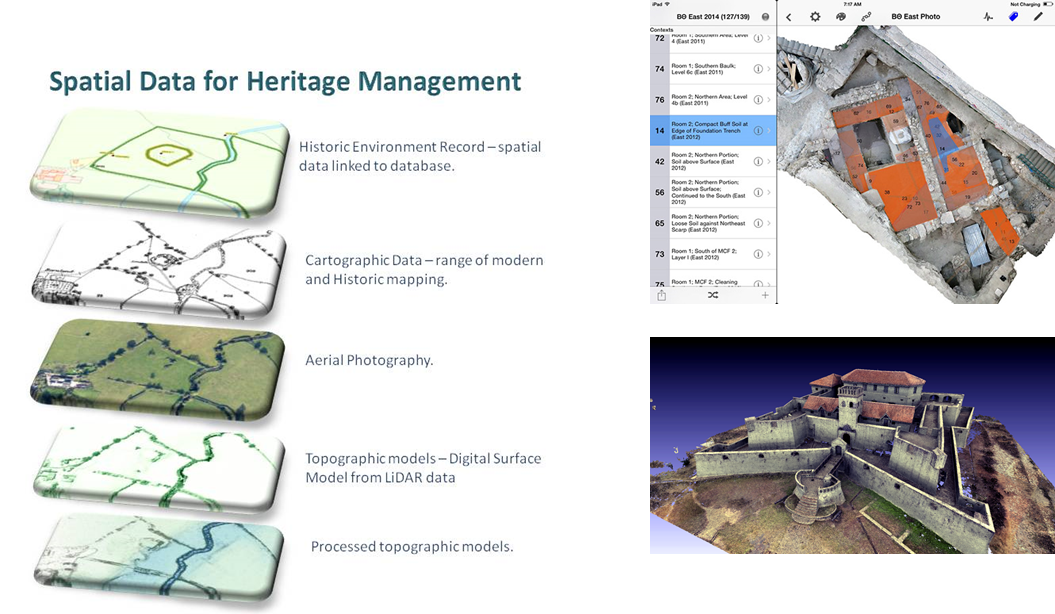 Spatial Data for Heritage Management
Historic Environment Record – spatial
data linked to database.
Cartographic Data – range of modern
and Historic mapping.
Aerial Photography.
Topographic models – Digital Surface
Model from LiDAR data
Processed topographic models.
iPad
7:17 AM
Not Charging
BΘ East 2014 (127/139)
BΘ East Photo
Contexts
72
Room 1; Southern Area; Level
4 (East 2011)
74
Room 1; Southern Baulk;
Level 6c (East 2011)
76
Room 2; Northern Area; Level
4b (East 2011)
14
Room 2; Compact Buff Soil at
Edge of Foundation Trench
(East 2012)
42
Room 2; Northern Portion;
Soil above Surface (East
2012)
56
Room 2; Northern Portion;
Soil above Surface;
Continued to the South (East
2012)
65
Room 2; Northern Portion;
Loose Soil against Northeast
Scarp (East 2012)
73
Room 1; South of MCF 2;
Layer I (East 2012)
75
Room 1; MCF 2; Cleaning